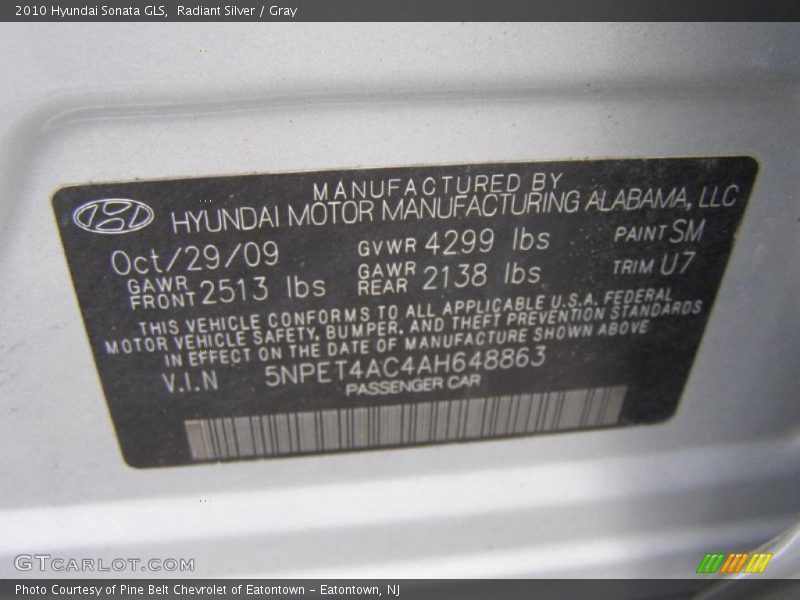 2010 Hyundai Sonata GLS,  Radiant Silver / Gray
MANUFACTURED BY
HYUNDAI MOTOR MANUFACTURING ALABAMA, LLC
Oct/29/09 GVWR 4299 lbs PAINT SM
GAWR FRONT 2513 lbs GAWR REAR 2138 lbs TRIM U7
THIS VEHICLE CONFORMS TO ALL APPLICABLE U.S.A. FEDERAL
MOTOR VEHICLE SAFETY, BUMPER, AND THEFT PREVENTION STANDARDS
IN EFFECT ON THE DATE OF MANUFACTURE SHOWN ABOVE
V.I.N 5NPET4AC4AH648863
PASSENGER CAR
GTCARLOT.COM
Photo Courtesy of Pine Belt Chevrolet of Eatontown - Eatontown, NJ